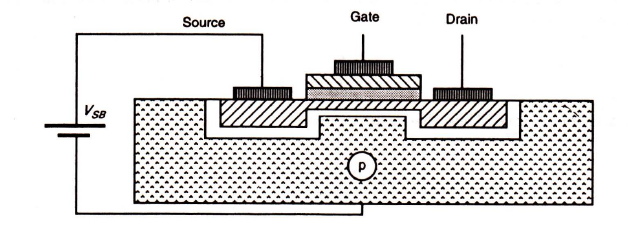 Source
Gate
Drain
V_SB
p